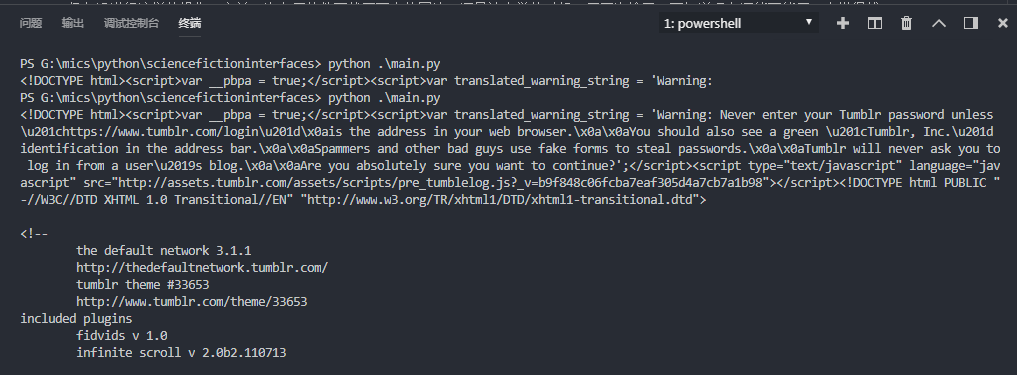 问题 输出 调试控制台 终端 1: powershell
PS G:\mics\python\sciencefictioninterfaces> python .\main.py
<!DOCTYPE html><script>var __pbpa = true;</script><script>var translated_warning_string = 'Warning:
PS G:\mics\python\sciencefictioninterfaces> python .\main.py
<!DOCTYPE html><script>var __pbpa = true;</script><script>var translated_warning_string = 'Warning: Never enter your Tumblr password unless
\u201chttps://www.tumblr.com/login\u201d\x0ais the address in your web browser.\x0a\x0aYou should also see a green \u201cTumblr, Inc.\u201d
identification in the address bar.\x0a\x0aSpammers and other bad guys use fake forms to steal passwords.\x0a\x0aTumblr will never ask you to
log in from a user\u2019s blog.\x0a\x0aAre you absolutely sure you want to continue?';</script><script type="text/javascript" language="jav
ascript" src="http://assets.tumblr.com/assets/scripts/pre_tumblelog.js?_v=b9f848c06fcba7eaf305d4a7cb7a1b98"></script><!DOCTYPE html PUBLIC "
-//W3C//DTD XHTML 1.0 Transitional//EN" "http://www.w3.org/TR/xhtml1/DTD/xhtml1-transitional.dtd">
<!--
the default network 3.1.1
http://thedefaultnetwork.tumblr.com/
tumblr theme #33653
http://www.tumblr.com/theme/33653
included plugins
fidvids v 1.0
infinite scroll v 2.0b2.110713